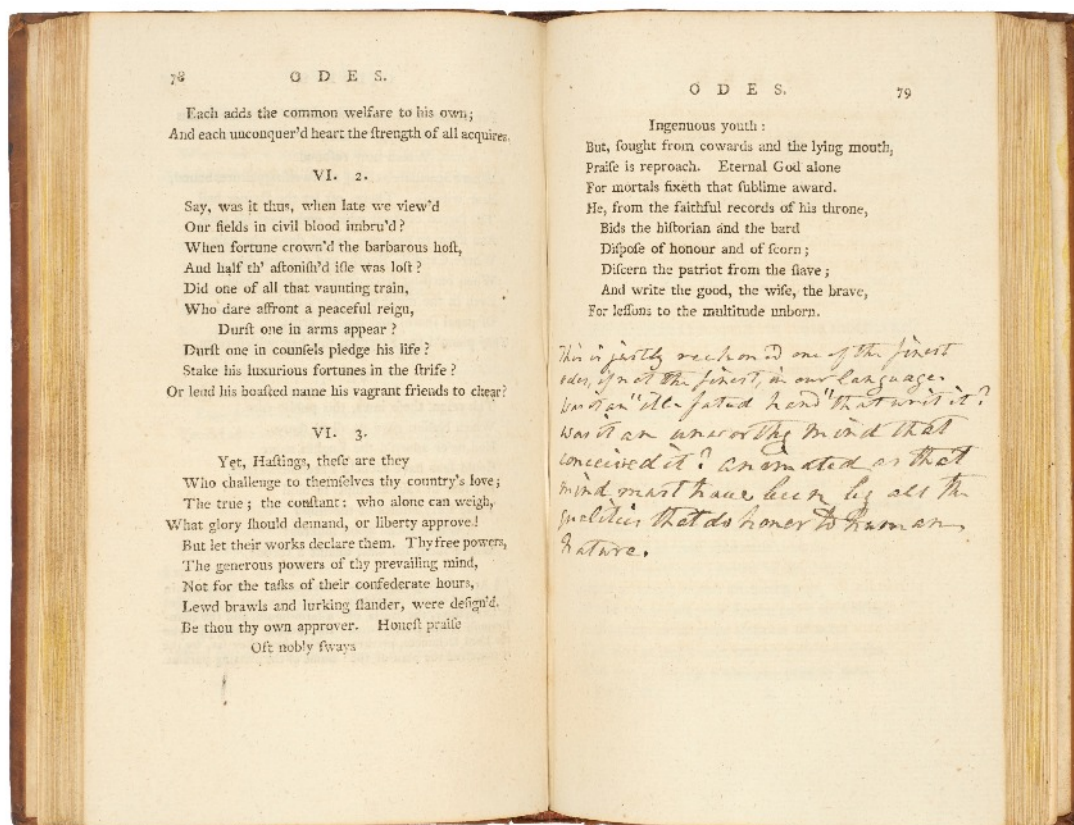 78 ODES.
Each adds the common welfare to his own;
And each unconquer'd heart the ſtrength of all acquires.
VI. 2.
Say, was it thus, when late we view'd
Our fields in civil blood imbru'd?
When fortune crown'd the barbarous hoſt,
And half th' aſtoniſh'd iſle was loſt?
Did one of all that vaunting train,
Who dare affront a peaceful reign,
Durſt one in arms appear?
Durſt one in counſels pledge his life?
Stake his luxurious fortunes in the ſtrife?
Or lend his boaſted name his vagrant friends to chear?
VI. 3.
Yet, Haſtings, theſe are they
Who challenge to themſelves thy country's love;
The true; the conſtant: who alone can weigh,
What glory ſhould demand, or liberty approve!
But let their works declare them. Thy free powers,
The generous powers of thy prevailing mind,
Not for the taſks of their confederate hours,
Lewd brawls and lurking ſlander, were deſign'd.
Be thou thy own approver. Honeſt praiſe
Oft nobly ſways
ODES. 79
Ingenuous youth:
But, ſought from cowards and the lying mouth,
Praiſe is reproach. Eternal God alone
For mortals fixeth that ſublime award.
He, from the faithful records of his throne,
Bids the hiſtorian and the bard
Diſpoſe of honour and of ſcorn;
Diſcern the patriot from the ſlave;
And write the good, the wiſe, the brave,
For leſſons to the multitude unborn.
This is justly reckon'd one of the finest
odes, if not the finest, in our language.
Was it an "ill-fated hand" that writ it?
Was it an unworthy mind that
conceived it? animated as that
mind must have been by all the
qualities that do honor to human
nature.